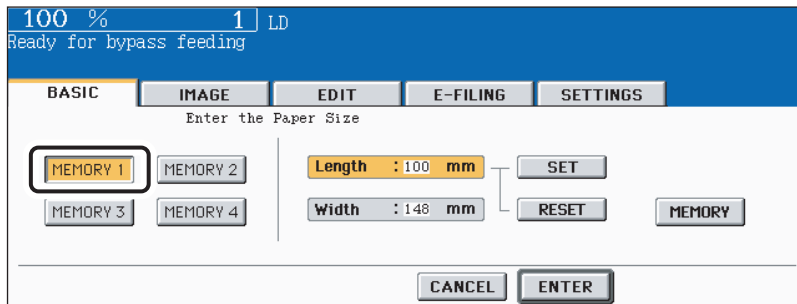 100 % 1 LD
Ready for bypass feeding
BASIC IMAGE EDIT E-FILING SETTINGS
Enter the Paper Size
MEMORY 1 MEMORY 2 Length : 100 mm SET
MEMORY 3 MEMORY 4 Width : 148 mm RESET MEMORY
CANCEL ENTER